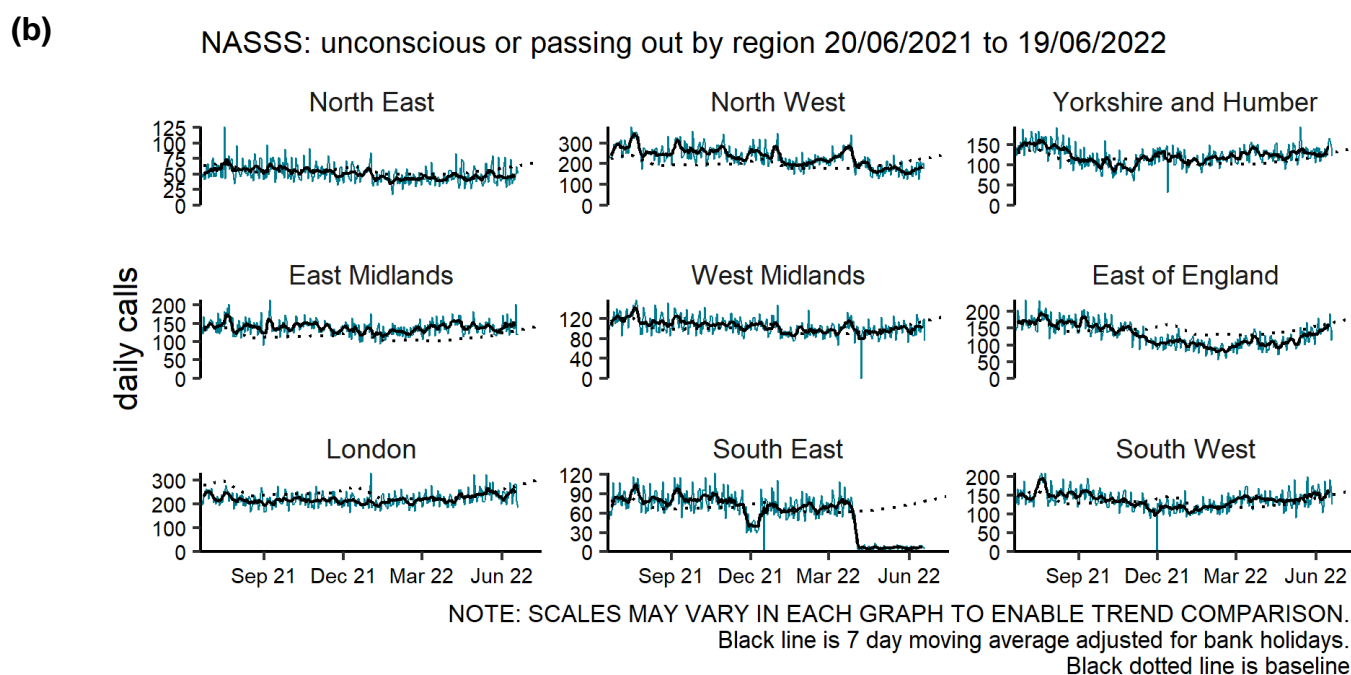 (b)
NASSS: unconscious or passing out by region 20/06/2021 to 19/06/2022
North East
North West
Yorkshire and Humber
125
100
75
50
25
0
300
200
100
0
150
100
50
0
daily calls
East Midlands
West Midlands
East of England
200
150
100
50
0
120
80
40
0
200
150
100
50
0
London
South East
South West
300
200
100
0
120
90
60
30
0
200
150
100
50
0
Sep 21 Dec 21 Mar 22 Jun 22
Sep 21 Dec 21 Mar 22 Jun 22
Sep 21 Dec 21 Mar 22 Jun 22
NOTE: SCALES MAY VARY IN EACH GRAPH TO ENABLE TREND COMPARISON.
Black line is 7 day moving average adjusted for bank holidays.
Black dotted line is baseline